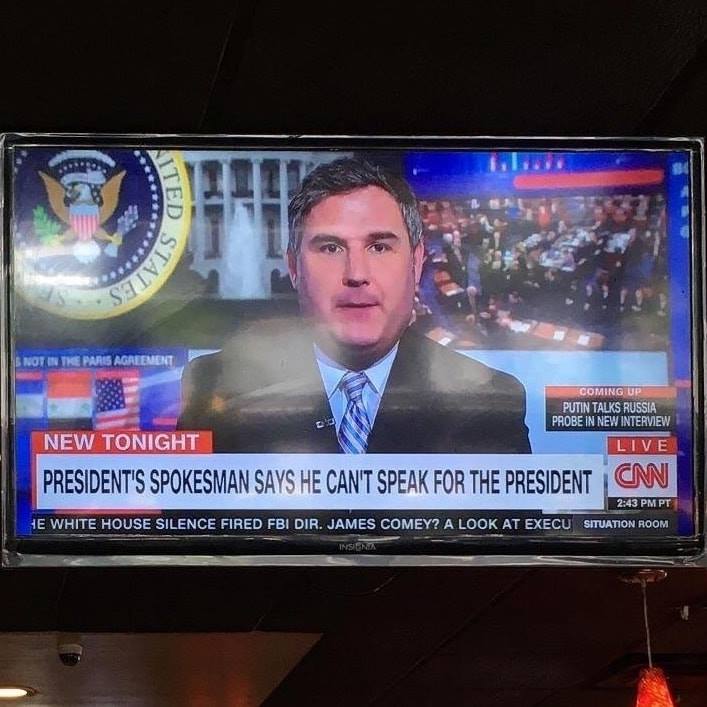 UNITED STATES
S NOT IN THE PARIS AGREEMENT
COMING UP
PUTIN TALKS RUSSIA
PROBE IN NEW INTERVIEW
NEW TONIGHT
LIVE
PRESIDENT'S SPOKESMAN SAYS HE CAN'T SPEAK FOR THE PRESIDENT
CNN
2:43 PM PT
HE WHITE HOUSE SILENCE FIRED FBI DIR. JAMES COMEY? A LOOK AT EXECU
SITUATION ROOM
INSIGNIA